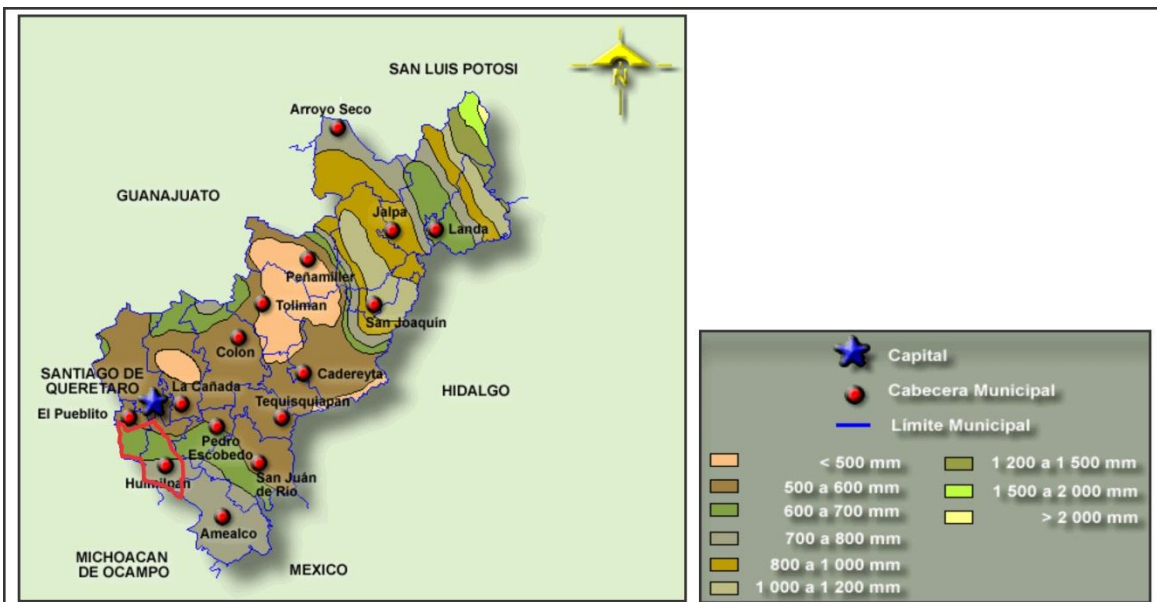 SAN LUIS POTOSI
N
Arroyo Seco
GUANAJUATO
Jalpa
Landa
Peñamiller
Toliman
San Joaquín
Colon
SANTIAGO DE
QUERETARO
La Cañada
Cadereyta
HIDALGO
El Pueblito
Tequisquiapan
Pedro
Escobedo
Huimilpan
San Juán
de Rio
Amealco
MICHOACAN
DE OCAMPO
MEXICO
Capital
Cabecera Municipal
Límite Municipal
< 500 mm
500 a 600 mm
600 a 700 mm
700 a 800 mm
800 a 1 000 mm
1 000 a 1 200 mm
1 200 a 1 500 mm
1 500 a 2 000 mm
> 2 000 mm